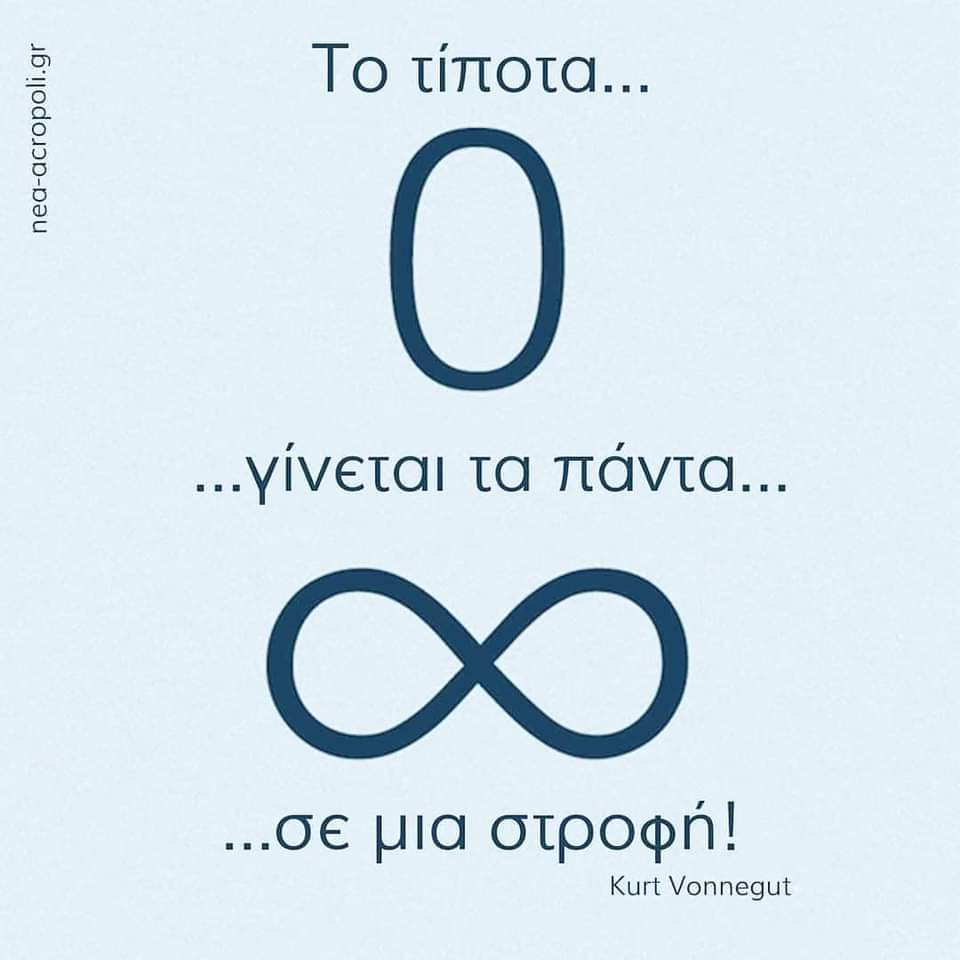 nea-acropoli.gr
Το τίποτα...
0
...γίνεται τα πάντα...
∞
...σε μια στροφή!
Kurt Vonnegut